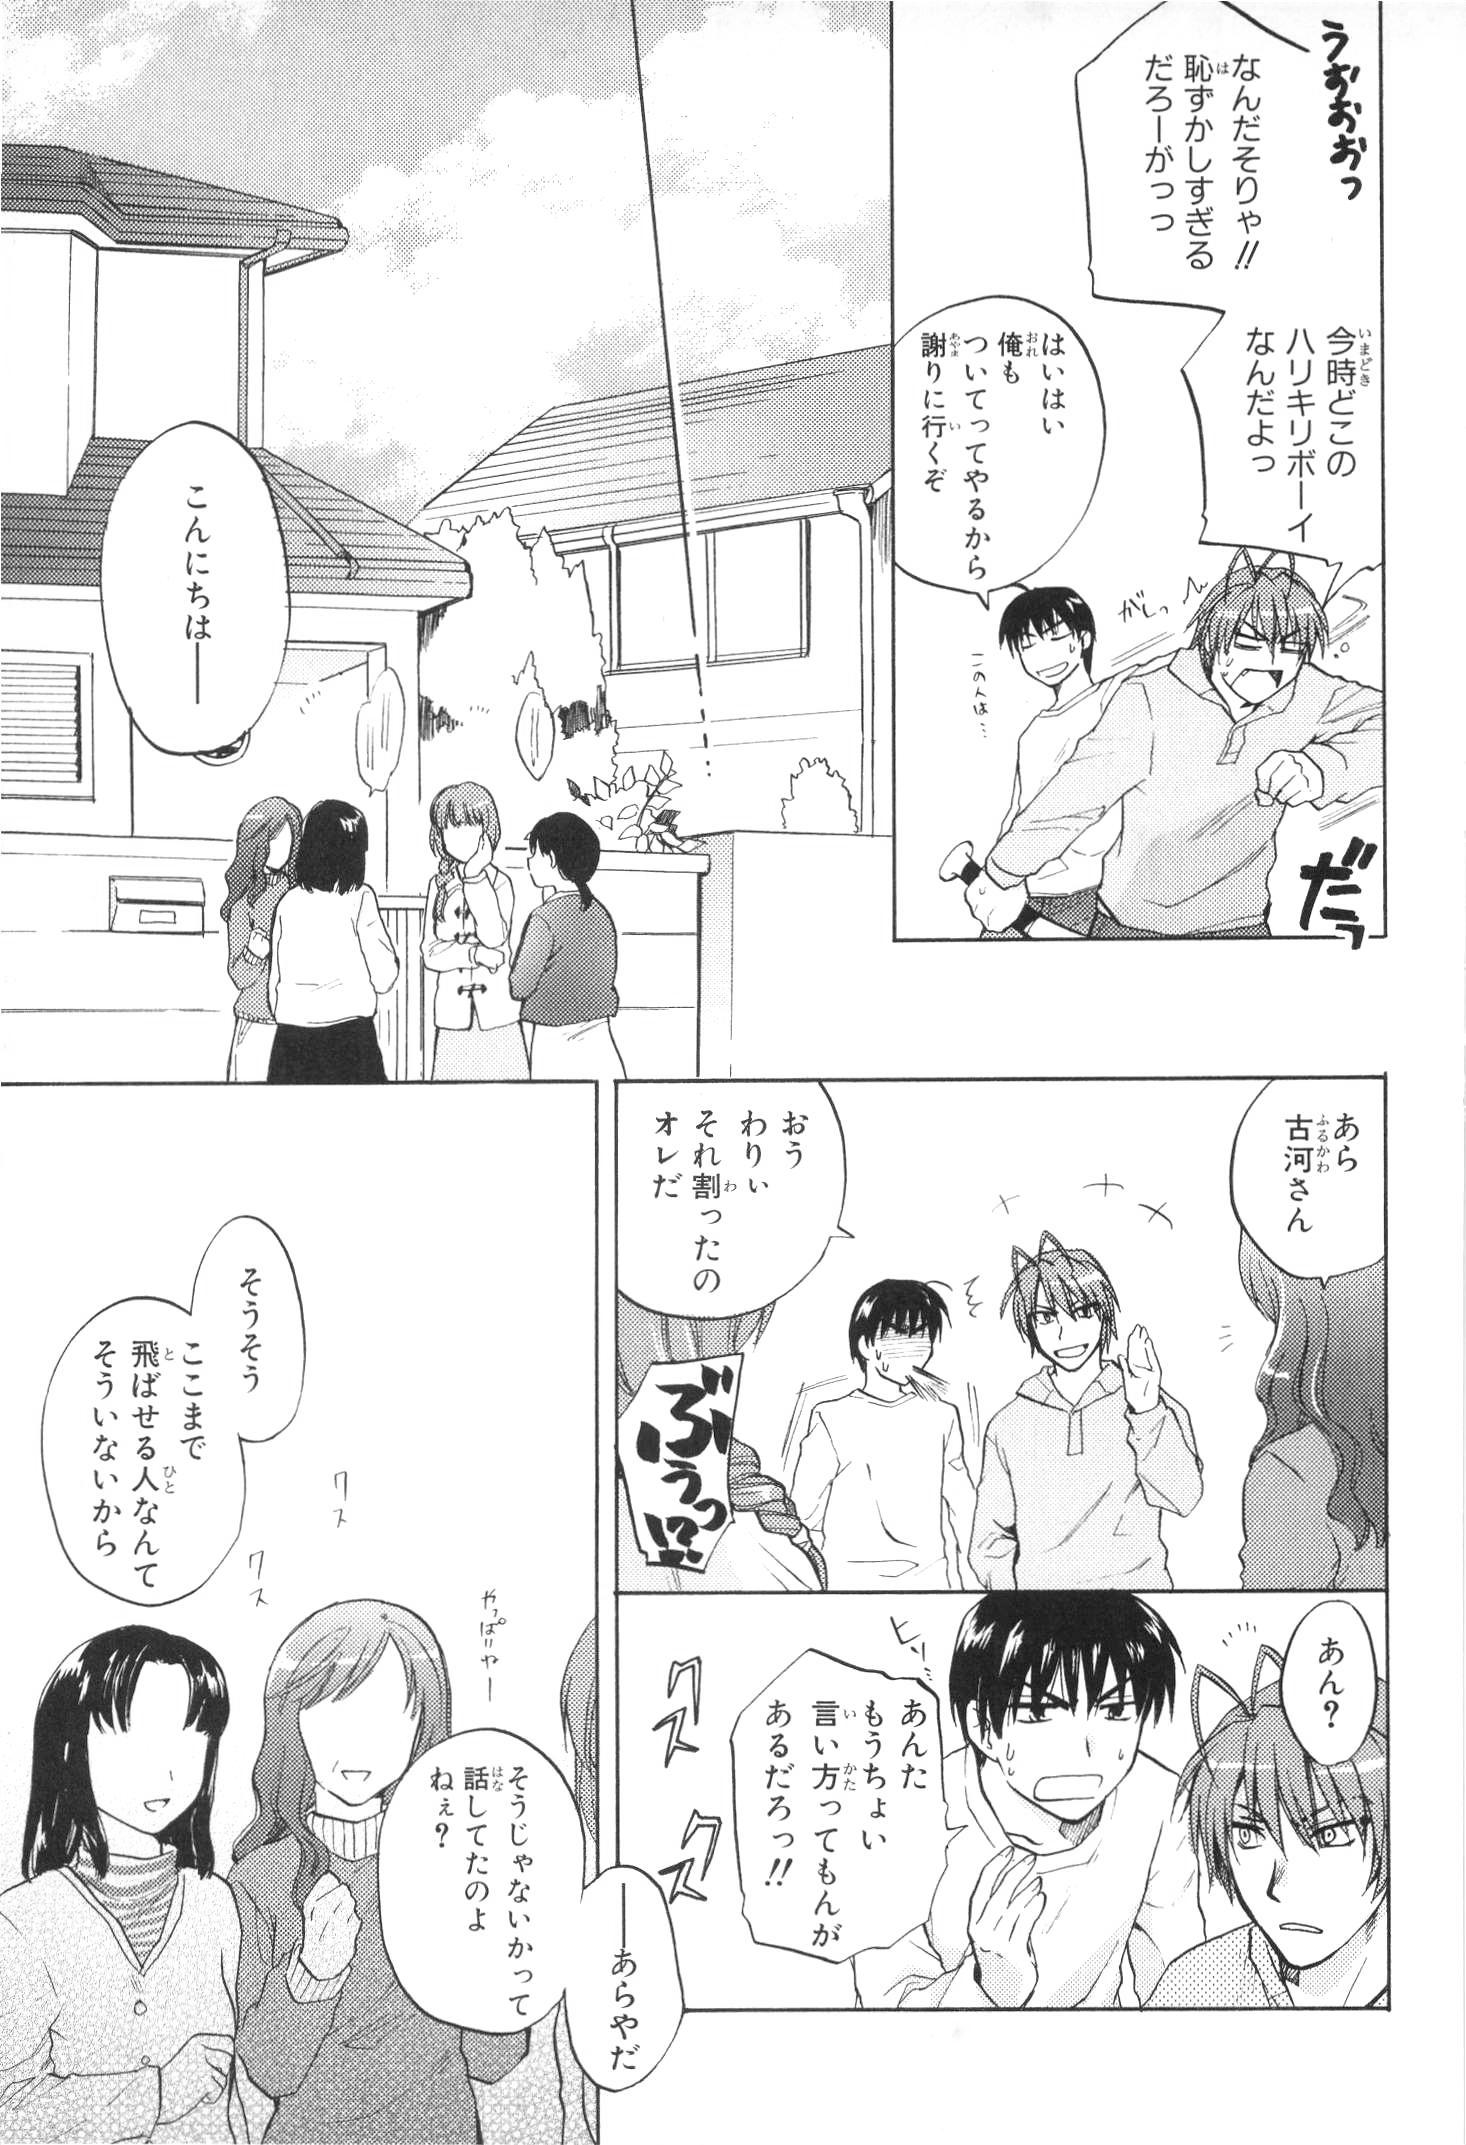 うおおおっ
なんだそりゃ!!
恥ずかしすぎる
だろーがっっ
今時どこの
ハリキリボーイ
なんだよっ
はいはい
俺も
ついてってやるから
謝りに行くぞ
がしっ
この人は…
だっ
こんにちは――
あら
古河さん
おう
わりぃ
それ割ったの
オレだ
ぶうっ!?
あん?
ヒソ
あんた
もうちょい
言い方ってもんが
あるだろっ!!
クス
クス
――あらやだ
そうじゃないかって
話してたのよ
ねぇ?
やっぱりやー
そうそう
ここまで
飛ばせる人なんて
そういないから
クス
クス